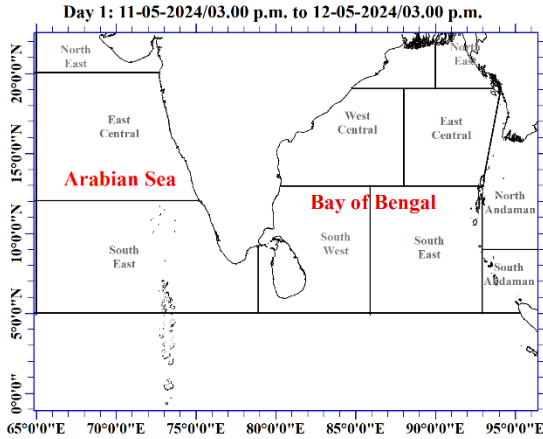 Day 1: 11-05-2024/03.00 p.m. to 12-05-2024/03.00 p.m.
North
East
North
East
20°0'0"N
East
Central
West
Central
East
Central
15°0'0"N
Arabian Sea
Bay of Bengal
North
Andaman
10°0'0"N
South
East
South
West
South
East
South
Andaman
5°0'0"N
0°0'0"
65°0'0"E 70°0'0"E 75°0'0"E 80°0'0"E 85°0'0"E 90°0'0"E 95°0'0"E